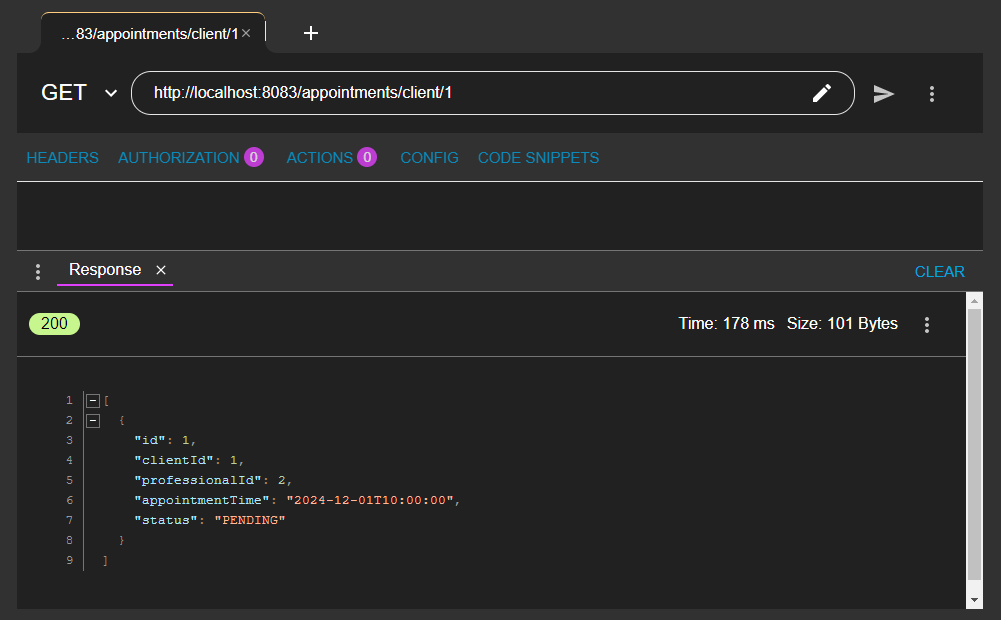 ...83/appointments/client/1 ×
+
GET http://localhost:8083/appointments/client/1
HEADERS AUTHORIZATION 0 ACTIONS 0 CONFIG CODE SNIPPETS
Response × CLEAR
200 Time: 178 ms Size: 101 Bytes
1 [
2 {
3 "id": 1,
4 "clientId": 1,
5 "professionalId": 2,
6 "appointmentTime": "2024-12-01T10:00:00",
7 "status": "PENDING"
8 }
9 ]